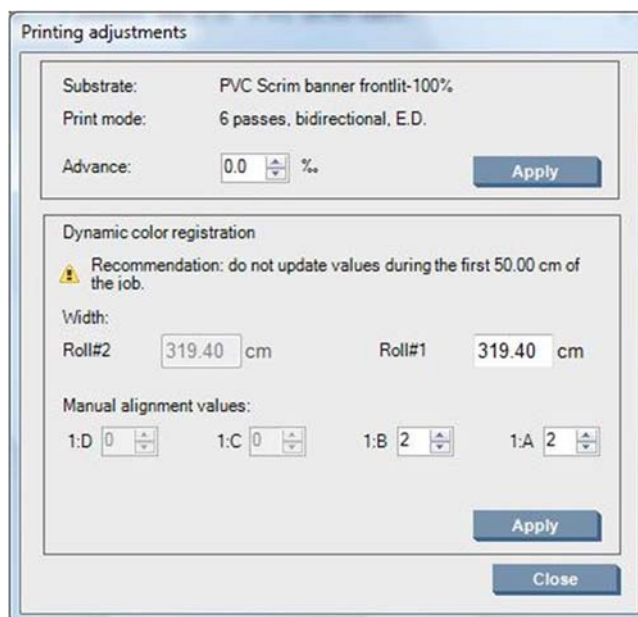 Printing adjustments
Substrate: PVC Scrim banner frontlit-100%
Print mode: 6 passes, bidirectional, E.D.
Advance: 0.0 ‰
Apply
Dynamic color registration
Recommendation: do not update values during the first 50.00 cm of
the job.
Width:
Roll#2 319.40 cm Roll#1 319.40 cm
Manual alignment values:
1:D 0 1:C 0 1:B 2 1:A 2
Apply
Close